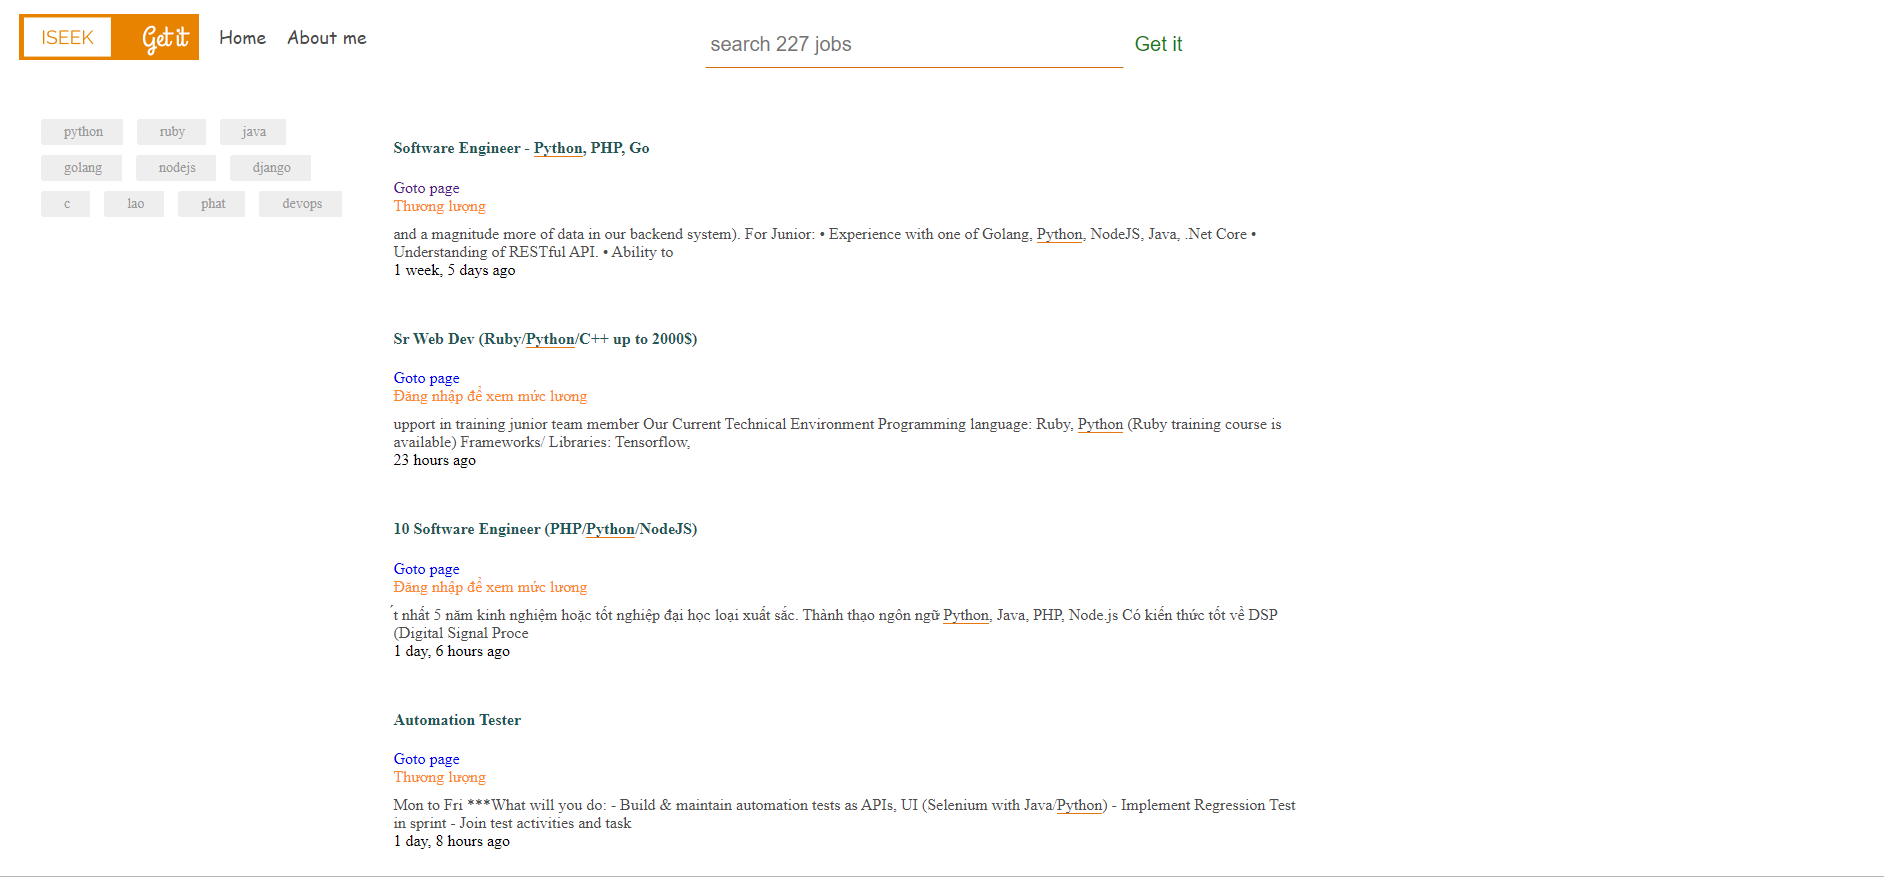 ISEEK Get it Home About me search 227 jobs Get it
python ruby java
golang nodejs django
c lao phat devops
Software Engineer - Python, PHP, Go
Goto page
Thương lượng
and a magnitude more of data in our backend system). For Junior: • Experience with one of Golang, Python, NodeJS, Java, .Net Core •
Understanding of RESTful API. • Ability to
1 week, 5 days ago
Sr Web Dev (Ruby/Python/C++ up to 2000$)
Goto page
Đăng nhập để xem mức lương
upport in training junior team member Our Current Technical Environment Programming language: Ruby, Python (Ruby training course is
available) Frameworks/ Libraries: Tensorflow,
23 hours ago
10 Software Engineer (PHP/Python/NodeJS)
Goto page
Đăng nhập để xem mức lương
́t nhất 5 năm kinh nghiệm hoặc tốt nghiệp đại học loại xuất sắc. Thành thạo ngôn ngữ Python, Java, PHP, Node.js Có kiến thức tốt về DSP
(Digital Signal Proce
1 day, 6 hours ago
Automation Tester
Goto page
Thương lượng
Mon to Fri ***What will you do: - Build & maintain automation tests as APIs, UI (Selenium with Java/Python) - Implement Regression Test
in sprint - Join test activities and task
1 day, 8 hours ago